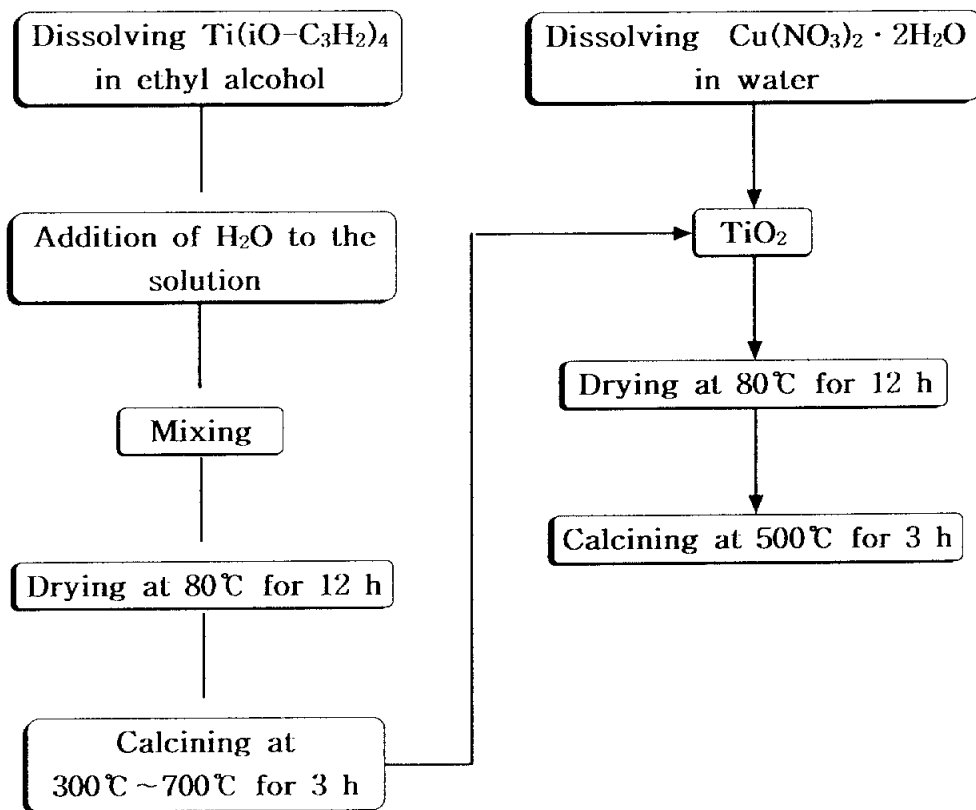 Dissolving Ti(iO-C₃H₂)₄
in ethyl alcohol
Addition of H₂O to the
solution
Mixing
Drying at 80℃ for 12 h
Calcining at
300℃~700℃ for 3 h
Dissolving Cu(NO₃)₂·2H₂O
in water
TiO₂
Drying at 80℃ for 12 h
Calcining at 500℃ for 3 h